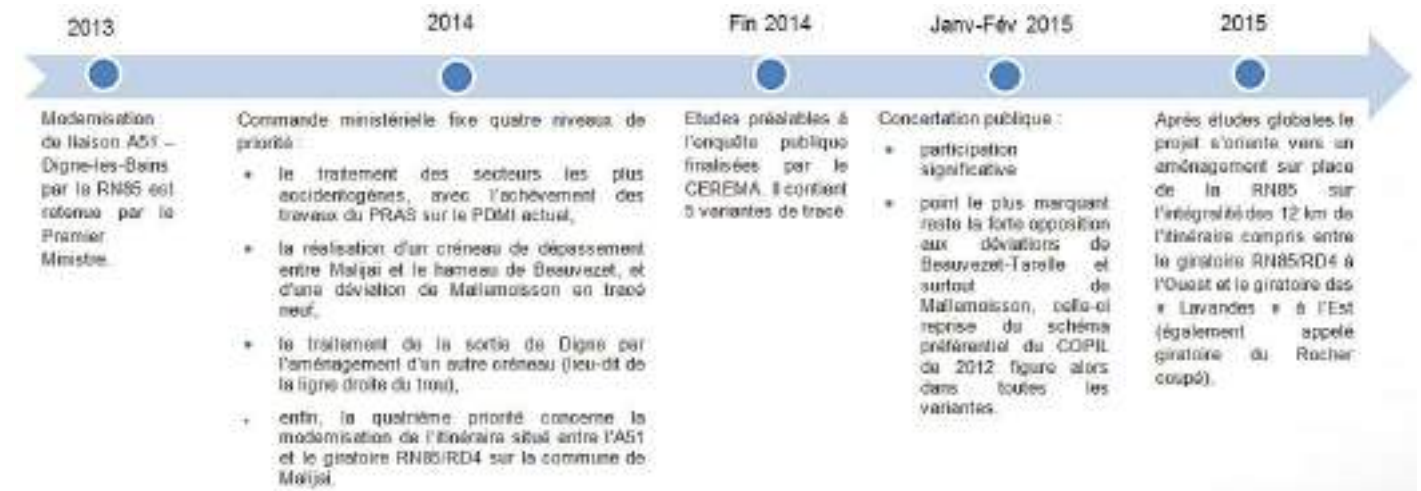 2013
Modernisation
de liaison A51 –
Digne-les-Bains
par la RN85 est
retenue par le
Premier
Ministre.
2014
Commande ministérielle fixe quatre niveaux de
priorité :
• le traitement des secteurs les plus
accidentogènes, avec l'achèvement des
travaux du PRAS sur le PDMI actuel,
• la réalisation d'un créneau de dépassement
entre Malijai et le hameau de Beauvezet, et
d'une déviation de Mallemoisson en tracé
neuf,
• le traitement de la sortie de Digne par
l'aménagement d'un autre créneau (lieu-dit de
la ligne droite du trou),
• enfin, la quatrième priorité concerne la
modernisation de l'itinéraire situé entre l'A51
et le giratoire RN85/RD4 sur la commune de
Malijai.
Fin 2014
Etudes préalables à
l'enquête publique
finalisées par le
CEREMA. Il contient
5 variantes de tracé
Janv-Fév 2015
Concertation publique :
• participation
significative
• point le plus marquant
reste la forte opposition
aux déviations de
Beauvezet-Tarelle et
surtout de
Mallemoisson, celle-ci
reprise du schéma
préférentiel du COPIL
de 2012 figure alors
dans toutes les
variantes.
2015
Après études globales le
projet s'oriente vers un
aménagement sur place
de la RN85 sur
l'intégralité des 12 km de
l'itinéraire compris entre
le giratoire RN85/RD4 à
l'Ouest et le giratoire des
« Lavandes » à l'Est
(également appelé
giratoire du Rocher
coupé).